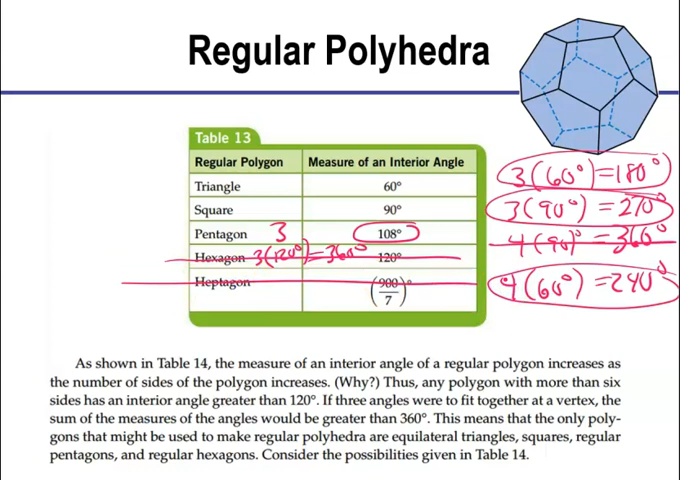 Regular Polyhedra
Table 13
Regular Polygon Measure of an Interior Angle
Triangle 60°
Square 90°
Pentagon 3 108°
Hexagon 3(120°)=360° 120°
Heptagon (900/7)°
3(60°)=180°
3(90°)=270°
4(90°)=360°
4(60°)=240°
As shown in Table 14, the measure of an interior angle of a regular polygon increases as
the number of sides of the polygon increases. (Why?) Thus, any polygon with more than six
sides has an interior angle greater than 120°. If three angles were to fit together at a vertex, the
sum of the measures of the angles would be greater than 360°. This means that the only poly-
gons that might be used to make regular polyhedra are equilateral triangles, squares, regular
pentagons, and regular hexagons. Consider the possibilities given in Table 14.